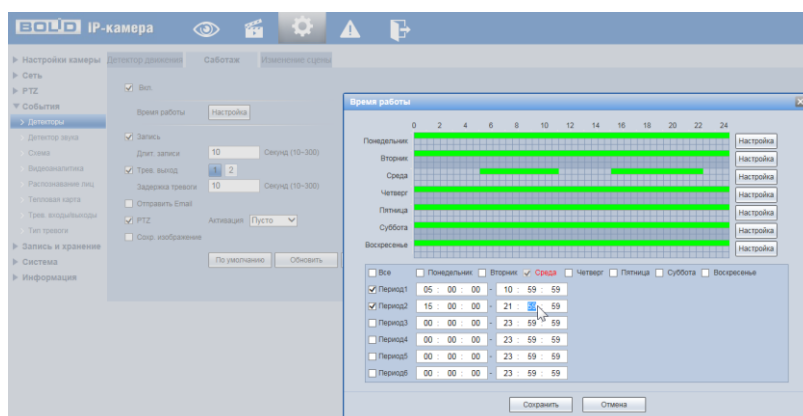 BOLID IP-камера
Настройки камеры
Сеть
PTZ
События
Детекторы
Детектор звука
Схема
Видеоаналитика
Распознавание лиц
Тепловая карта
Трев. входы/выходы
Тип тревоги
Запись и хранение
Система
Информация
Детектор движения Саботаж Изменение сцены
Вкл
Время работы Настройка
Запись
Длит. записи 10 Секунд (10~300)
Трев. выход 1 2
Задержка тревоги 10 Секунд (10~300)
Отправить Email
PTZ Активация Пусто
Сохр. изображение
По умолчанию Обновить
Время работы
0 2 4 6 8 10 12 14 16 18 20 22 24
Понедельник Настройка
Вторник Настройка
Среда Настройка
Четверг Настройка
Пятница Настройка
Суббота Настройка
Воскресенье Настройка
Все Понедельник Вторник Среда Четверг Пятница Суббота Воскресенье
Период1 05 : 00 : 00 - 10 : 59 : 59
Период2 15 : 00 : 00 - 21 : 59 : 59
Период3 00 : 00 : 00 - 23 : 59 : 59
Период4 00 : 00 : 00 - 23 : 59 : 59
Период5 00 : 00 : 00 - 23 : 59 : 59
Период6 00 : 00 : 00 - 23 : 59 : 59
Сохранить Отмена